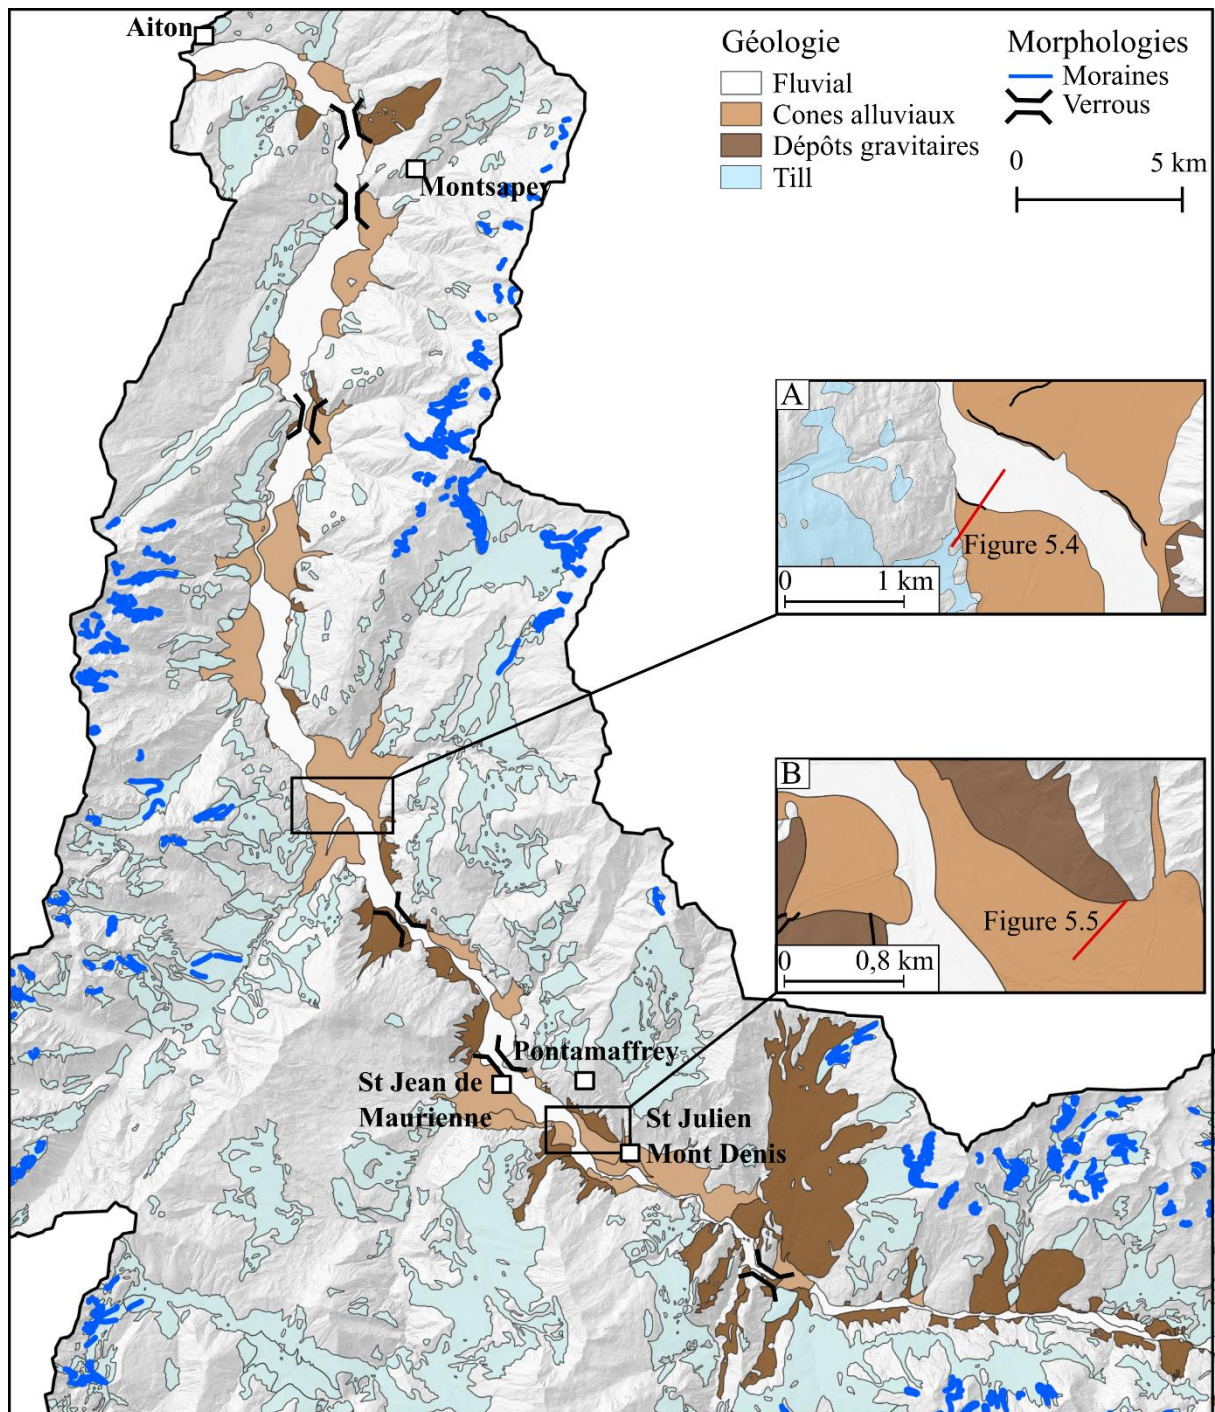 Aiton
Géologie
Fluvial
Cones alluviaux
Dépôts gravitaires
Till
Morphologies
Moraines
Verrous
0 5 km
Montsapey
A
Figure 5.4
0 1 km
B
Figure 5.5
0 0,8 km
Pontamaffrey
St Jean de
Maurienne
St Julien
Mont Denis